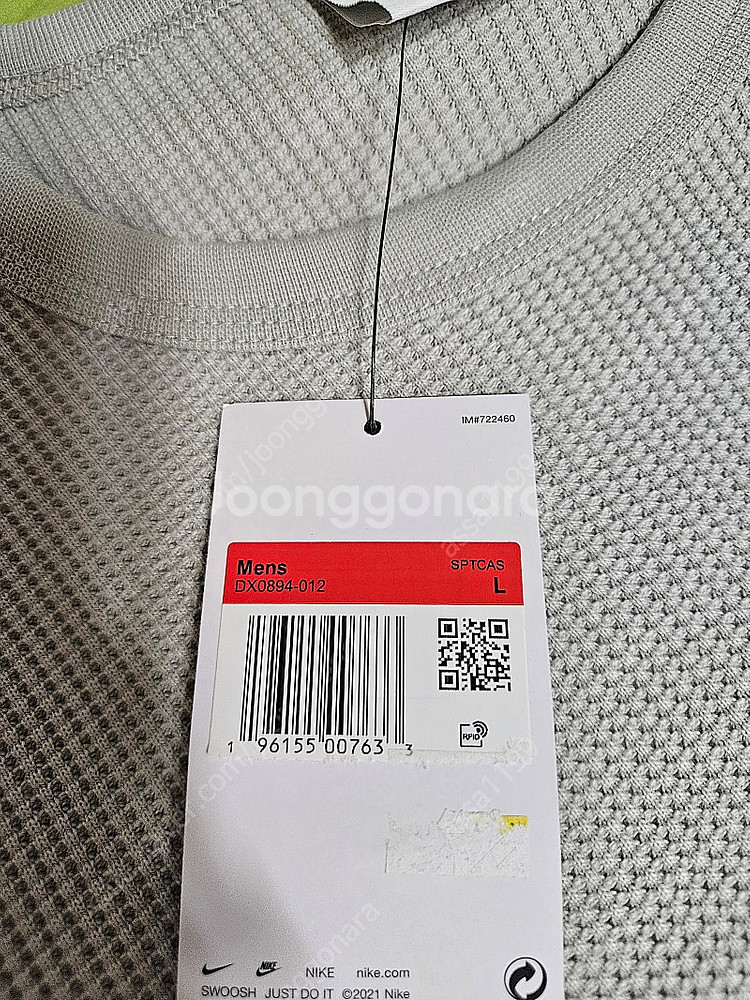 IM#722460
joonggonara
Mens
SPTCAS
DX0894-012
L
RFID
1 96155 00763 3
NIKE
nike.com
SWOOSH JUST DO IT ©2021 Nike